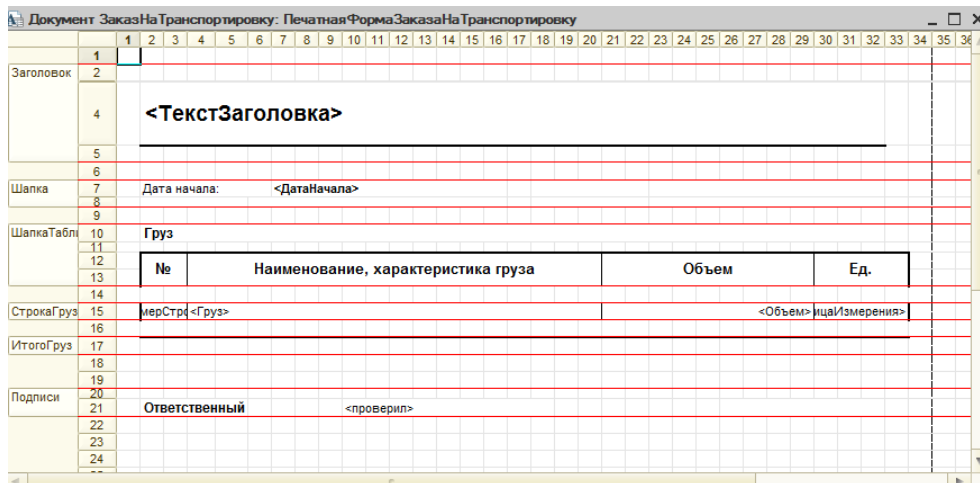 Документ ЗаказНаТранспортировку: ПечатнаяФормаЗаказаНаТранспортировку
1 2 3 4 5 6 7 8 9 10 11 12 13 14 15 16 17 18 19 20 21 22 23 24 25 26 27 28 29 30 31 32 33 34 35 36
1
Заголовок 2
4 <ТекстЗаголовка>
5
6
Шапка 7 Дата начала: <ДатаНачала>
8
9
ШапкаТабли 10 Груз
11
12
№ Наименование, характеристика груза Объем Ед.
13
14
СтрокаГруз 15 мерСтро <Груз> <Объем> ицаИзмерения>
16
ИтогоГруз 17
18
19
Подписи 20
21 Ответственный <проверил>
22
23
24